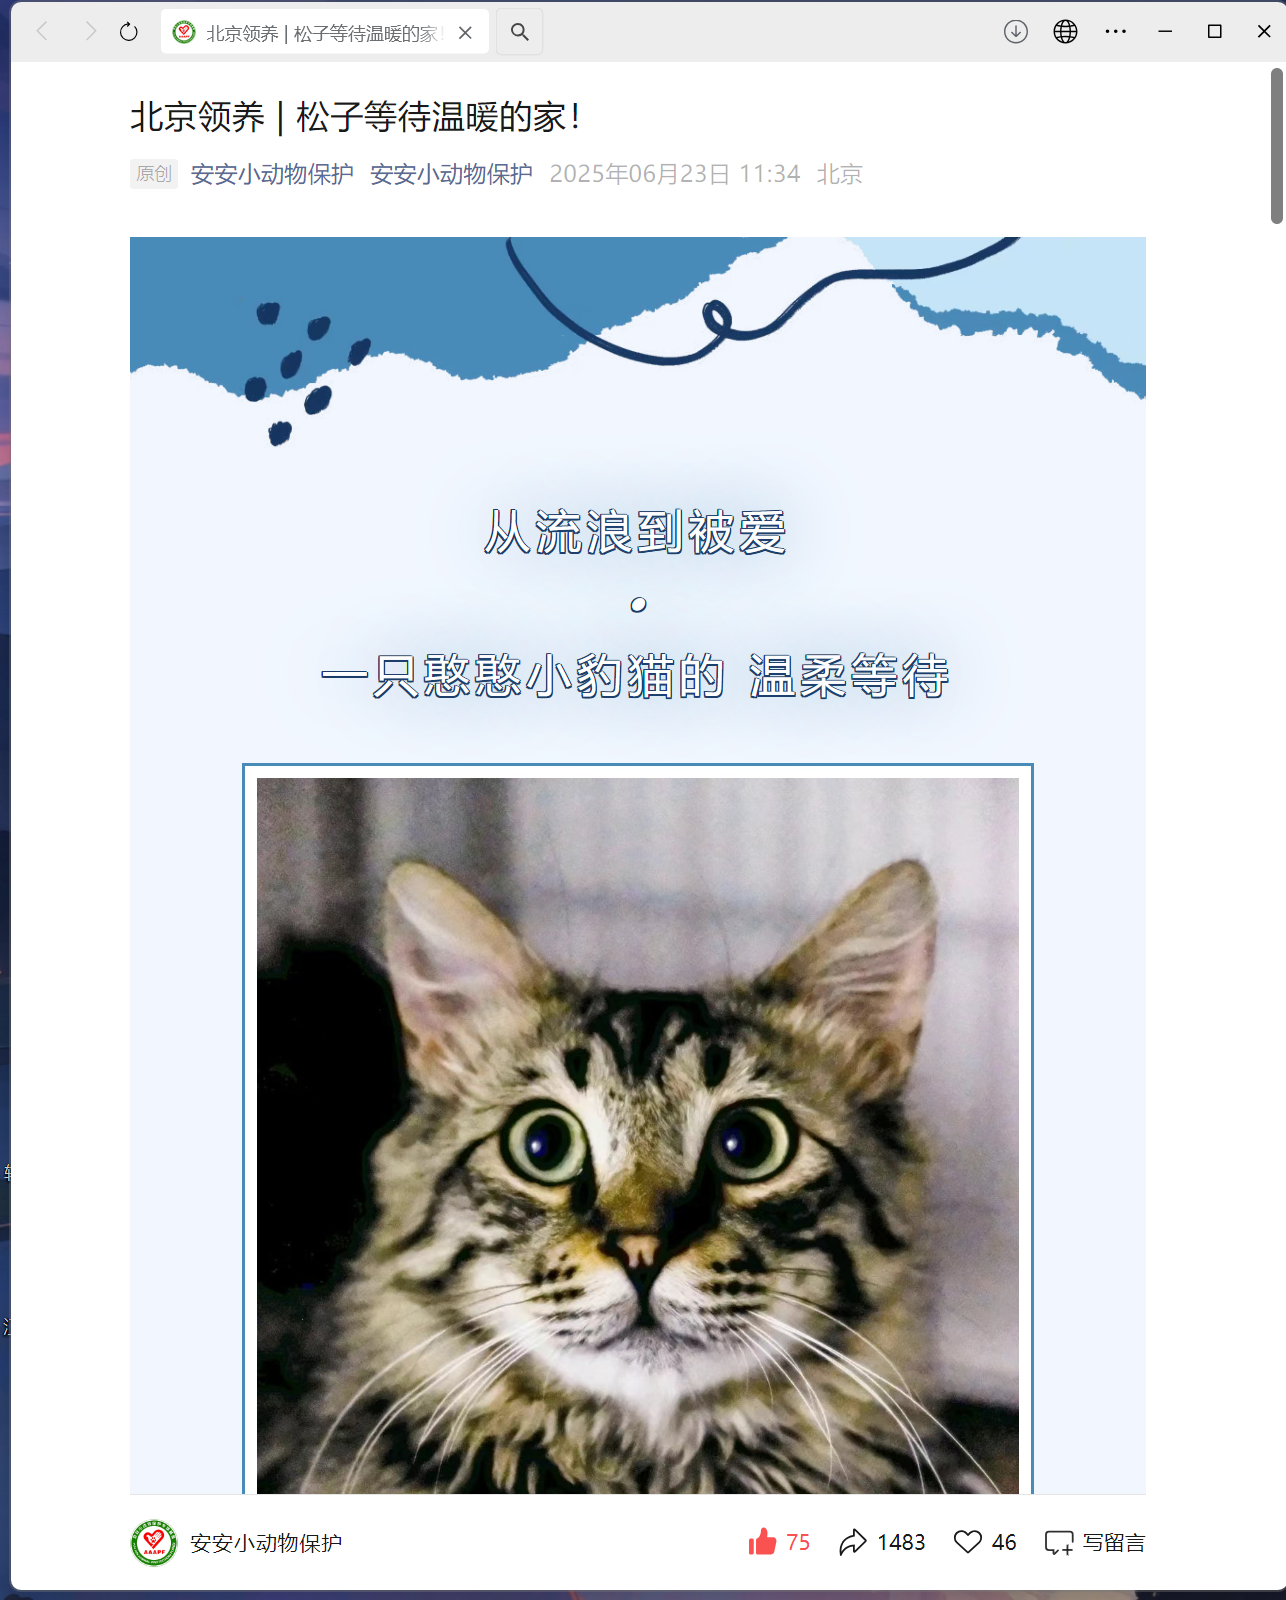 北京领养 | 松子等待温暖的家!
北京领养 | 松子等待温暖的家！
原创 安安小动物保护 安安小动物保护 2025年06月23日 11:34 北京
从流浪到被爱
。
一只憨憨小豹猫的 温柔等待
安安小动物保护 75 1483 46 写留言